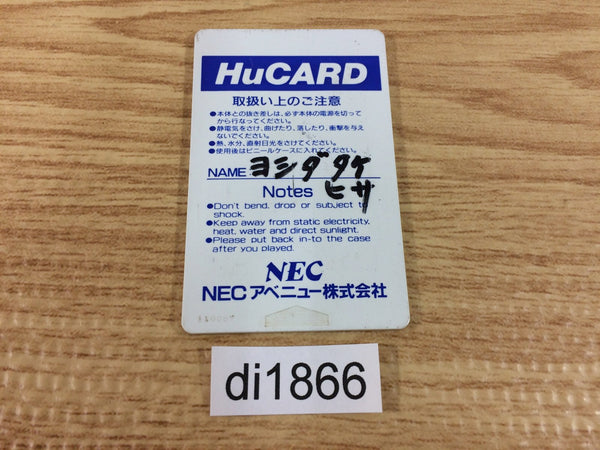 HuCARD
取扱い上のご注意
●本体との抜き差しは、必ず本体の電源を切って
から行なってください。
●静電気をさけ、曲げたり、落したり、衝撃を与え
ないでください。
●熱、水分、直射日光をさけてください。
●使用後はビニールケースに入れてください。
NAME ヨシダタケ
ヒサ
Notes
●Don't bend, drop or subject to
shock.
●Keep away from static electricity,
heat, water and direct sunlight.
●Please put back in-to the case
after you played.
NEC
NECアベニュー株式会社
di1866